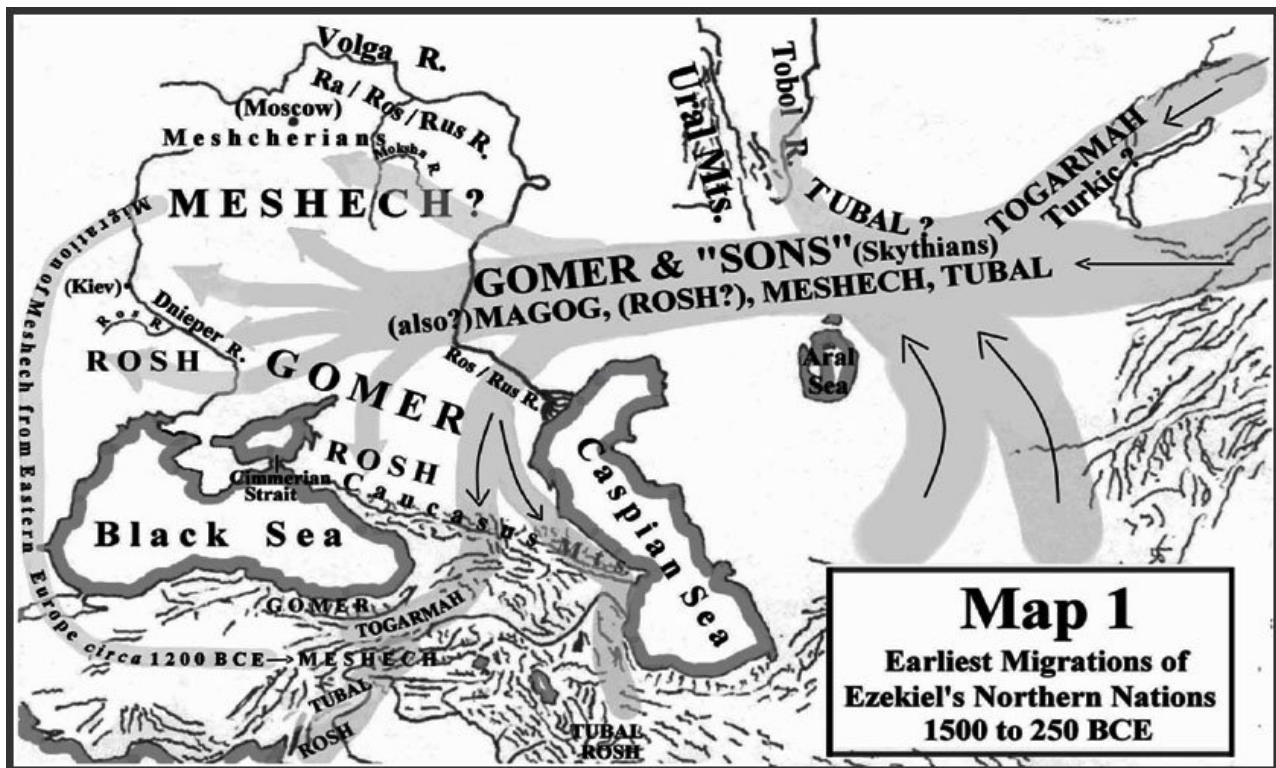 Volga R.
Ra / Ros / Rus R.
(Moscow)
Meshcherians
Moksha R
MESHECH ?
Migration of Meshech from Eastern Europe circa 1200 BCE
(Kiev)
Ros R.
Dnieper R.
ROSH
Ural Mts.
Tobol R.
TUBAL ?
TOGARMAH
Turkic ?
GOMER & "SONS" (Skythians)
(also?) MAGOG, (ROSH?), MESHECH, TUBAL
Ros / Rus R.
Aral
Sea
GOMER
ROSH
Cimmerian
Strait
Caucasus Mts.
Caspian Sea
Black Sea
GOMER
TOGARMAH
MESHECH
TUBAL
ROSH
TUBAL
ROSH
Map 1
Earliest Migrations of
Ezekiel's Northern Nations
1500 to 250 BCE